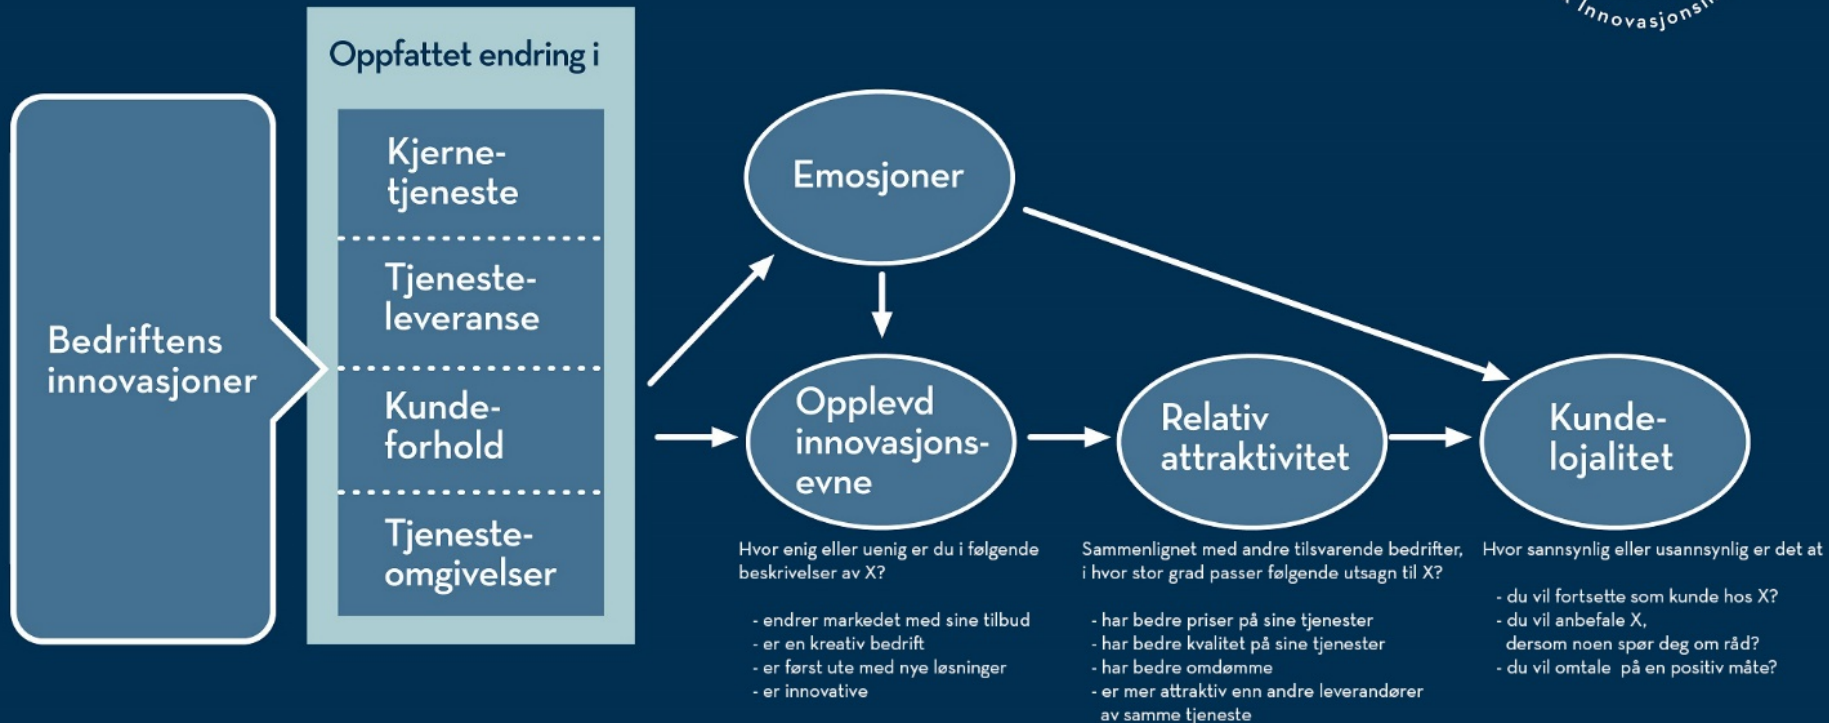 Innovasjonsi
Oppfattet endring i
Bedriftens
innovasjoner
Kjerne-
tjeneste
Tjeneste-
leveranse
Kunde-
forhold
Tjeneste-
omgivelser
Emosjoner
Opplevd
innovasjons-
evne
Relativ
attraktivitet
Kunde-
lojalitet
Hvor enig eller uenig er du i følgende
beskrivelser av X?
- endrer markedet med sine tilbud
- er en kreativ bedrift
- er først ute med nye løsninger
- er innovative
Sammenlignet med andre tilsvarende bedrifter,
i hvor stor grad passer følgende utsagn til X?
- har bedre priser på sine tjenester
- har bedre kvalitet på sine tjenester
- har bedre omdømme
- er mer attraktiv enn andre leverandører
av samme tjeneste
Hvor sannsynlig eller usannsynlig er det at
- du vil fortsette som kunde hos X?
- du vil anbefale X,
dersom noen spør deg om råd?
- du vil omtale på en positiv måte?